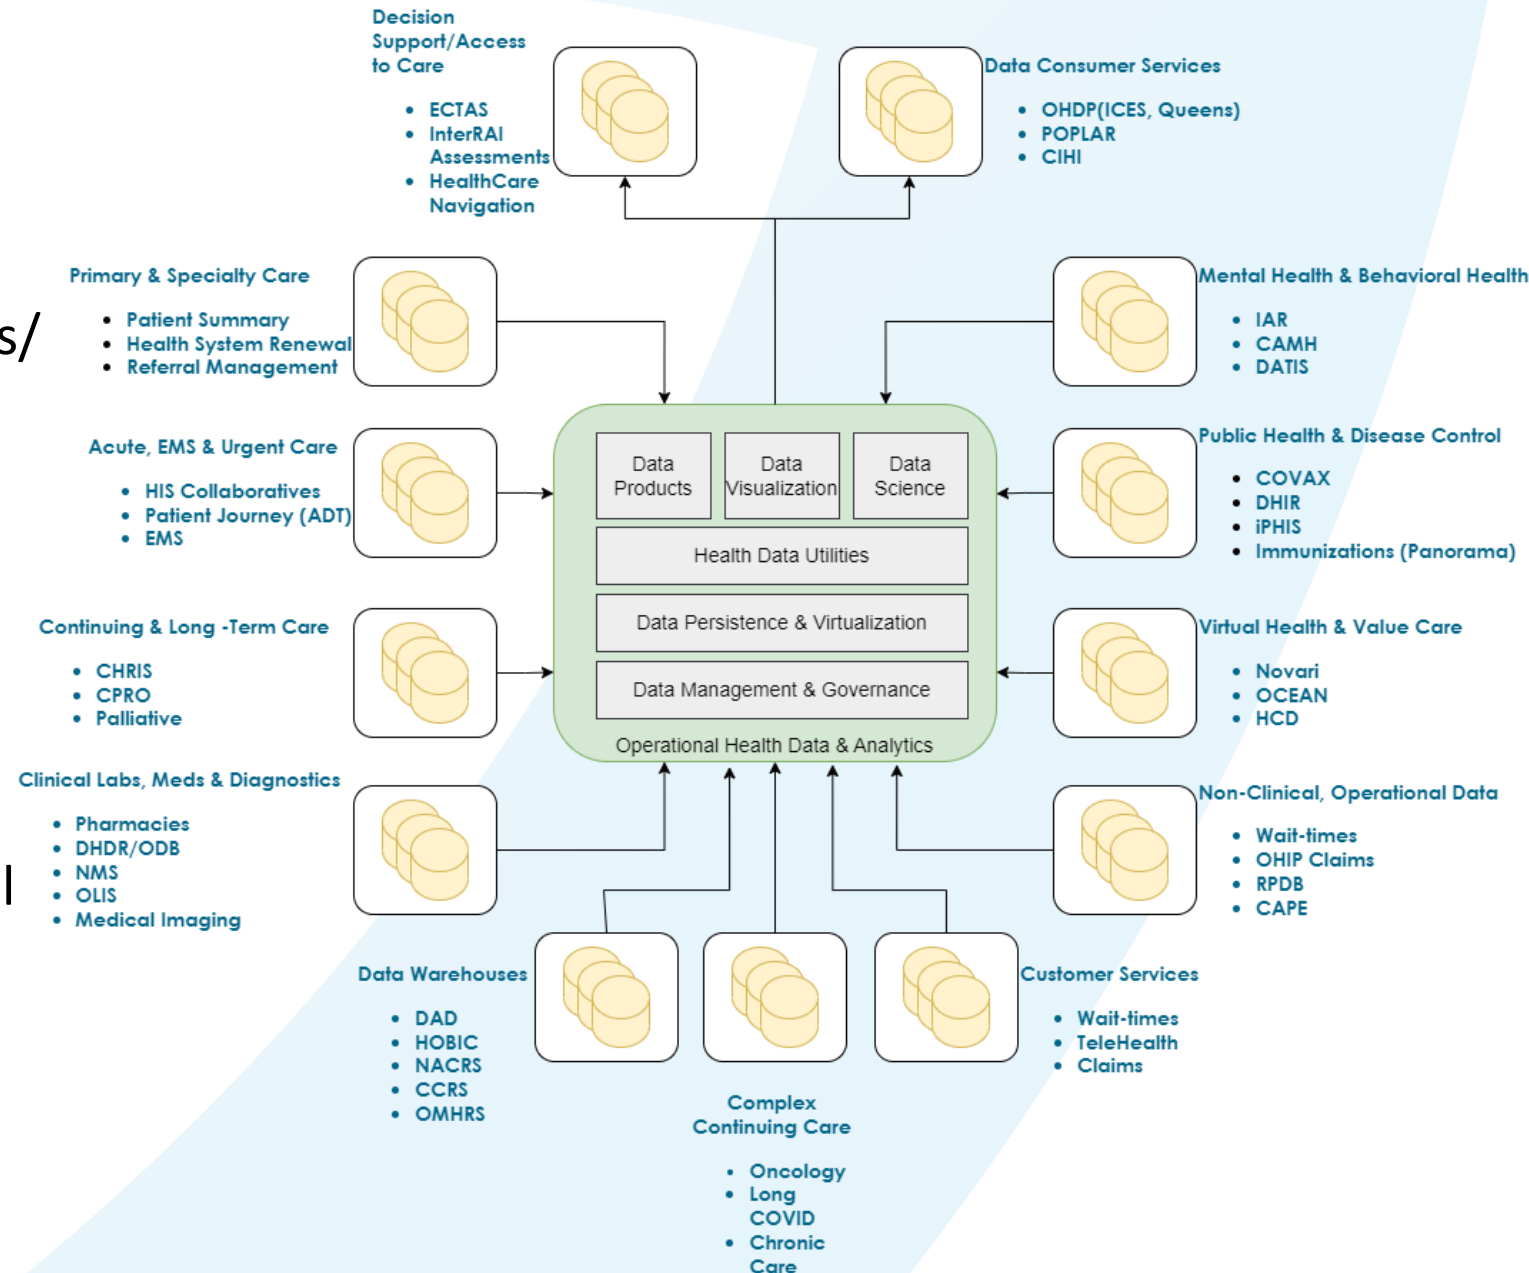 Decision
Support/Access
to Care
• ECTAS
• InterRAI
Assessments
• HealthCare
Navigation
Data Consumer Services
• OHDP(ICES, Queens)
• POPLAR
• CIHI
Primary & Specialty Care
• Patient Summary
• Health System Renewal
• Referral Management
s/
Mental Health & Behavioral Health
• IAR
• CAMH
• DATIS
Acute, EMS & Urgent Care
• HIS Collaboratives
• Patient Journey (ADT)
• EMS
Public Health & Disease Control
• COVAX
• DHIR
• iPHIS
• Immunizations (Panorama)
Data
Products
Data
Visualization
Data
Science
Health Data Utilities
Data Persistence & Virtualization
Data Management & Governance
Operational Health Data & Analytics
Continuing & Long -Term Care
• CHRIS
• CPRO
• Palliative
Virtual Health & Value Care
• Novari
• OCEAN
• HCD
Clinical Labs, Meds & Diagnostics
• Pharmacies
• DHDR/ODB
• NMS
• OLIS
• Medical Imaging
l
Non-Clinical, Operational Data
• Wait-times
• OHIP Claims
• RPDB
• CAPE
Data Warehouses
• DAD
• HOBIC
• NACRS
• CCRS
• OMHRS
Complex
Continuing Care
• Oncology
• Long
COVID
• Chronic
Care
Customer Services
• Wait-times
• TeleHealth
• Claims